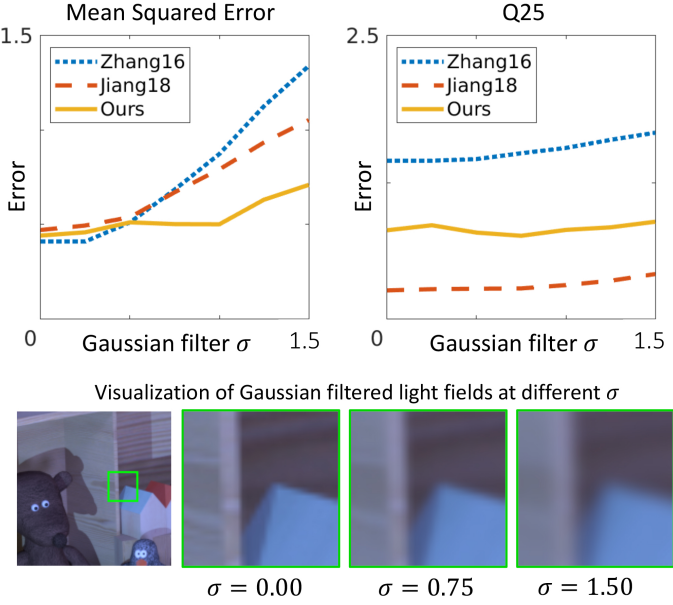 Mean Squared Error
1.5
Zhang16
Jiang18
Ours
Error
0
Gaussian filter σ
1.5
Q25
2.5
Zhang16
Jiang18
Ours
Error
0
Gaussian filter σ
1.5
Visualization of Gaussian filtered light fields at different σ
σ = 0.00
σ = 0.75
σ = 1.50